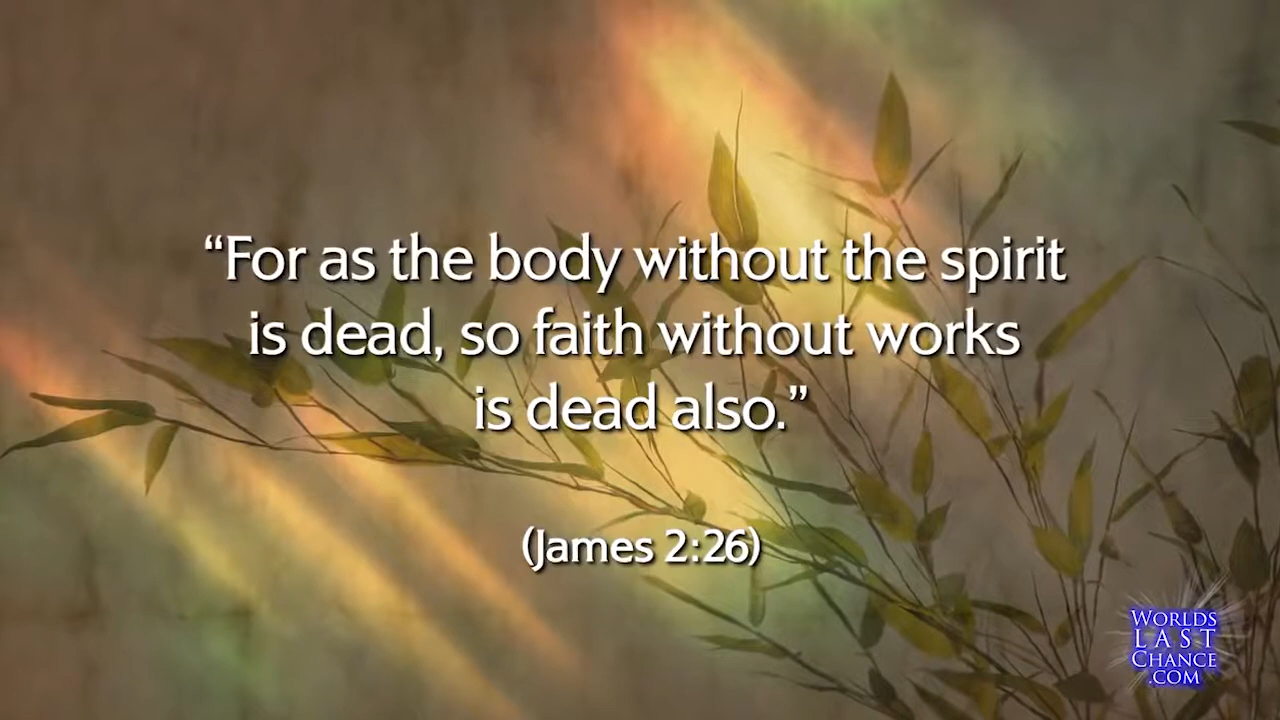 “For as the body without the spirit
is dead, so faith without works
is dead also.”
(James 2:26)
WORLDS
LAST
CHANCE
.COM